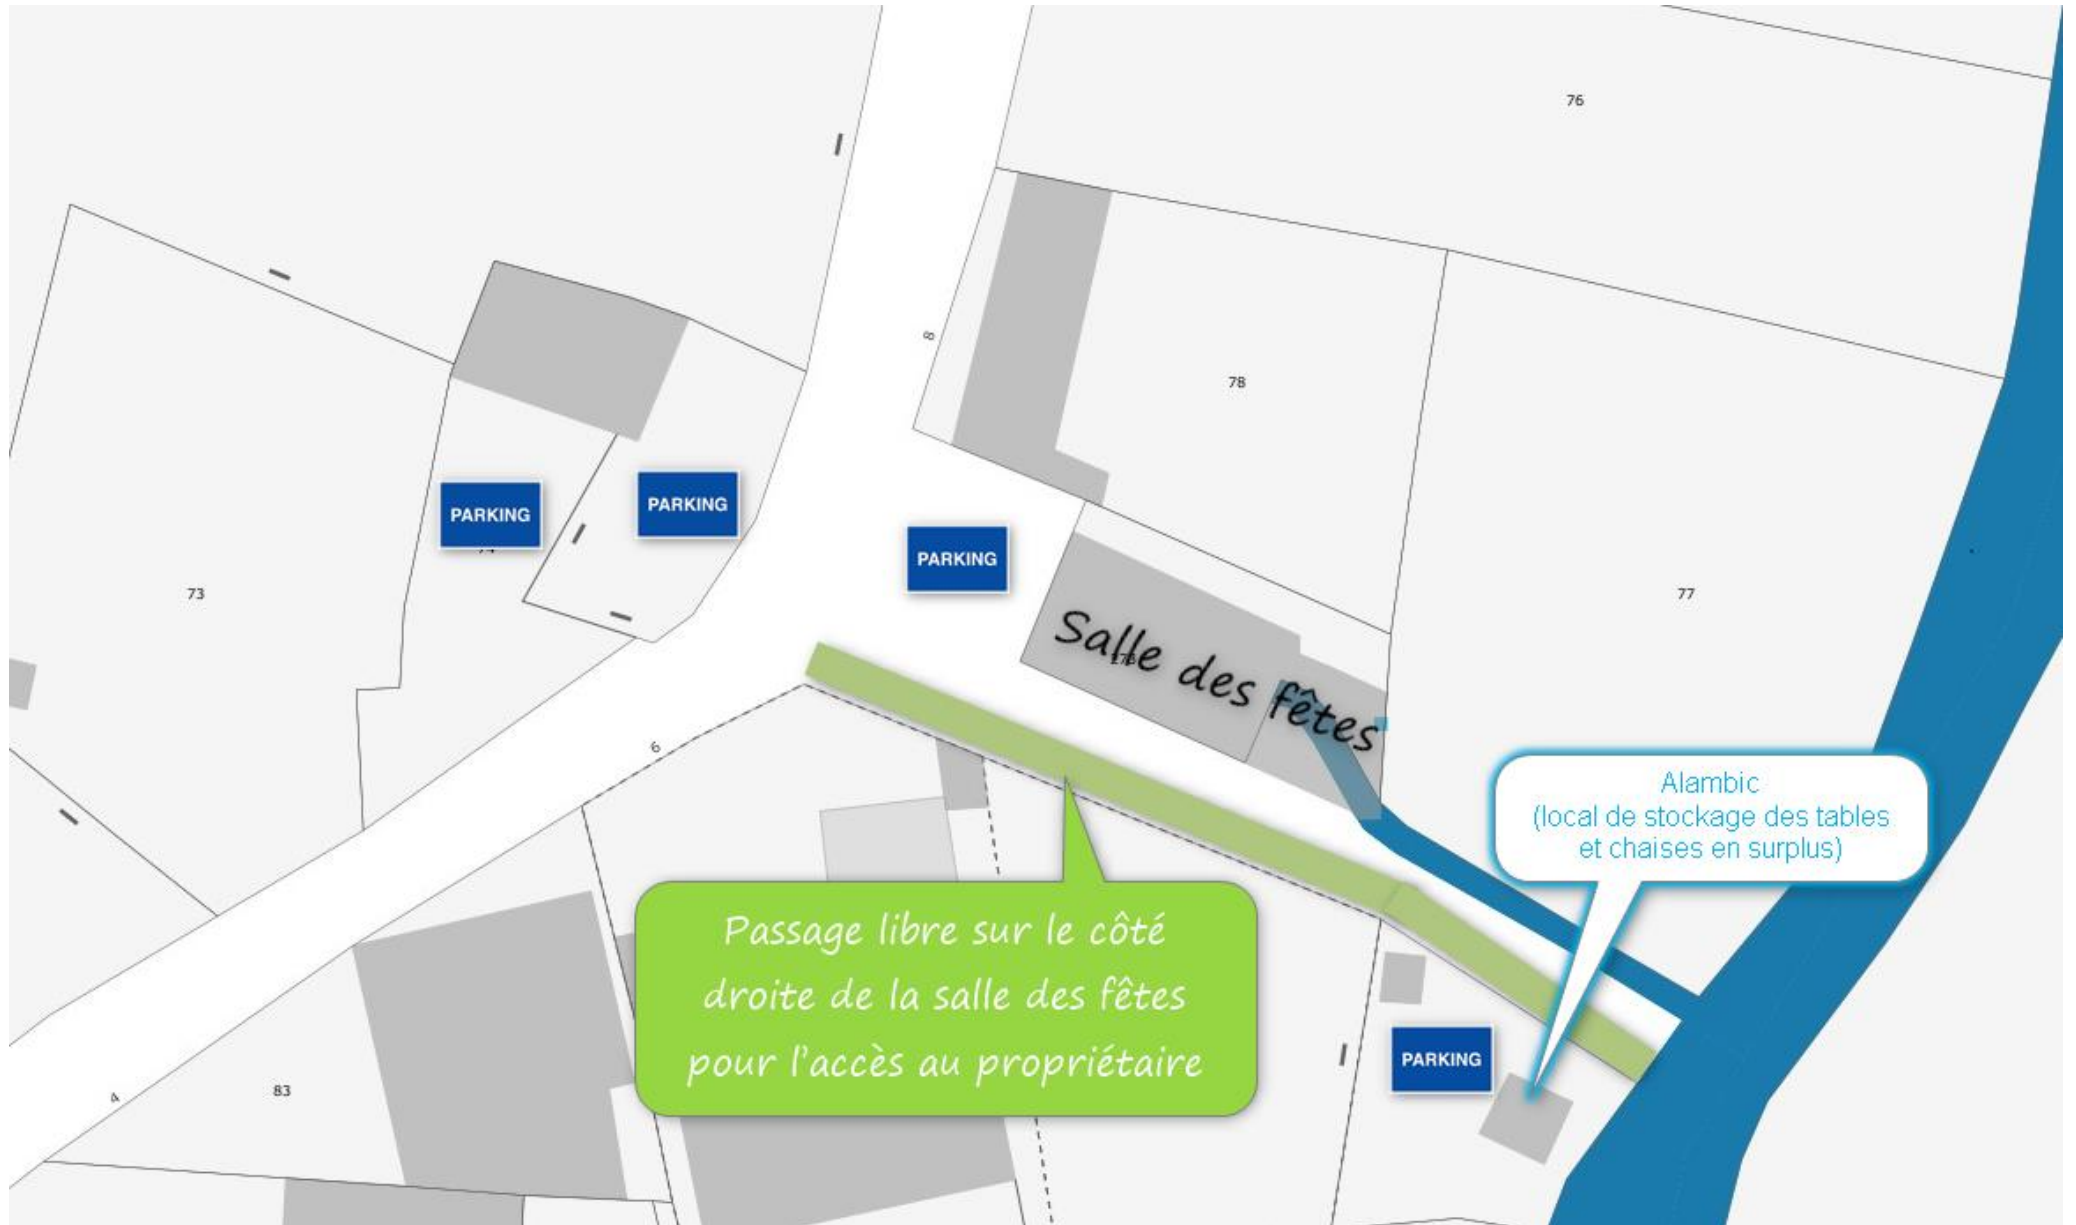 76
8
78
PARKING
PARKING
PARKING
73
77
Salle des fêtes
6
Alambic
(local de stockage des tables
et chaises en surplus)
Passage libre sur le côté
droite de la salle des fêtes
pour l'accès au propriétaire
PARKING
4
83